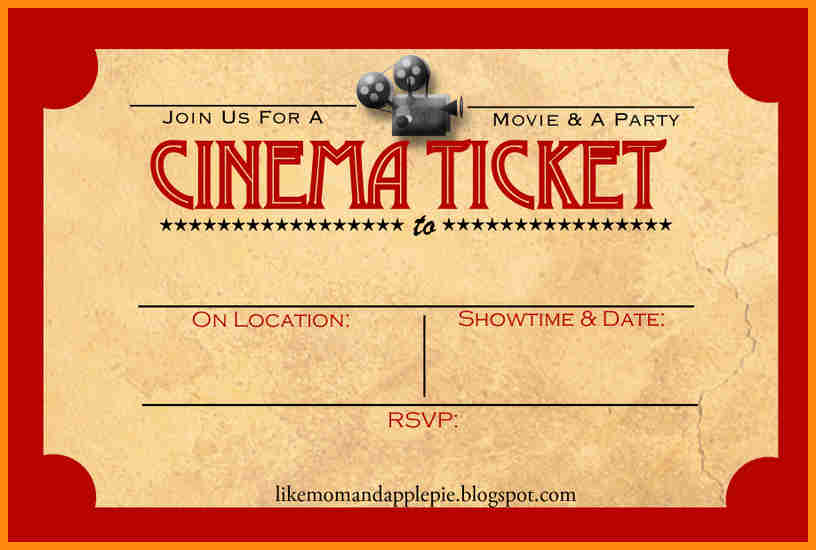 Join Us For A Movie & A Party
CINEMA TICKET
to
On Location: Showtime & Date:
RSVP:
likemomandapplepie.blogspot.com